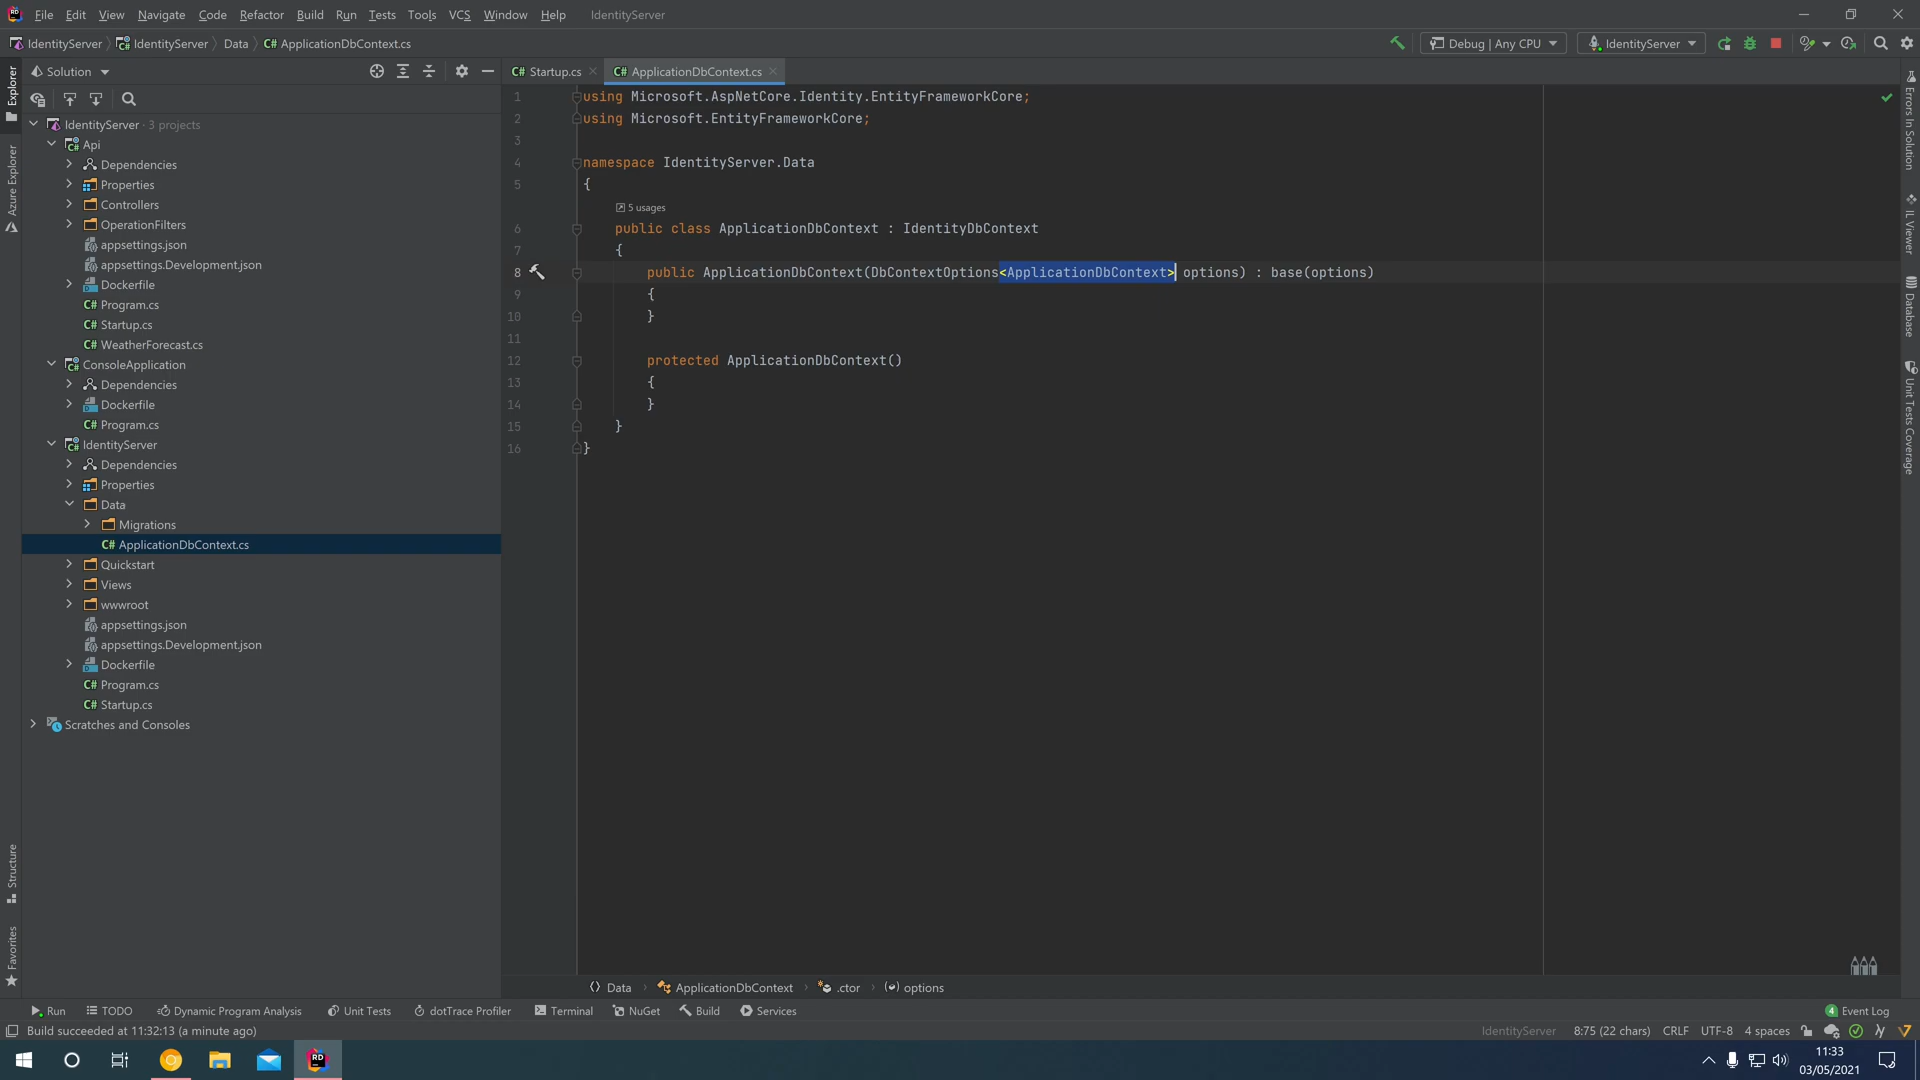 File Edit View Navigate Code Refactor Build Run Tests Tools VCS Window Help IdentityServer
IdentityServer IdentityServer Data C# ApplicationDbContext.cs Debug | Any CPU IdentityServer
Solution
C# Startup.cs C# ApplicationDbContext.cs
Explorer
Azure Explorer
Structure
Favorites
IdentityServer · 3 projects
Api
Dependencies
Properties
Controllers
OperationFilters
appsettings.json
appsettings.Development.json
Dockerfile
C# Program.cs
C# Startup.cs
C# WeatherForecast.cs
ConsoleApplication
Dependencies
Dockerfile
C# Program.cs
IdentityServer
Dependencies
Properties
Data
Migrations
C# ApplicationDbContext.cs
Quickstart
Views
wwwroot
appsettings.json
appsettings.Development.json
Dockerfile
C# Program.cs
C# Startup.cs
Scratches and Consoles
1 using Microsoft.AspNetCore.Identity.EntityFrameworkCore;
2 using Microsoft.EntityFrameworkCore;
3
4 namespace IdentityServer.Data
5 {
5 usages
6 public class ApplicationDbContext : IdentityDbContext
7 {
8 public ApplicationDbContext(DbContextOptions<ApplicationDbContext> options) : base(options)
9 {
10 }
11
12 protected ApplicationDbContext()
13 {
14 }
15 }
16 }
Errors In Solution
IL Viewer
Database
Unit Tests Coverage
Data ApplicationDbContext .ctor options
Run TODO Dynamic Program Analysis Unit Tests dotTrace Profiler Terminal NuGet Build Services 4 Event Log
Build succeeded at 11:32:13 (a minute ago) IdentityServer 8:75 (22 chars) CRLF UTF-8 4 spaces
RD
11:33
03/05/2021